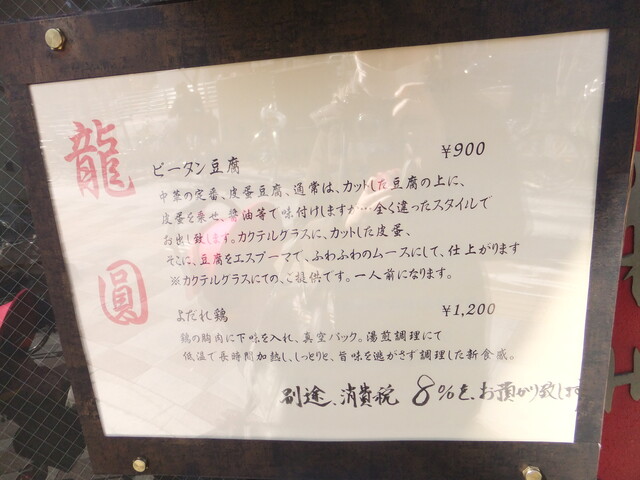 龍
圓
ピータン豆腐 ¥900
中華の定番、皮蛋豆腐、通常は、カットした豆腐の上に、
皮蛋を乗せ、醤油等で味付けしますが…全く違ったスタイルで
お出し致します。カクテルグラスに、カットした皮蛋、
そこに、豆腐をエスプーマで、ふわふわのムースにして、仕上がります
※カクテルグラスにての、ご提供です。一人前になります。
よだれ鶏 ¥1,200
鶏の胸肉に下味を入れ、真空パック。湯煎調理にて
低温で長時間加熱し、しっとりと、旨味を逃がさず調理した新食感。
別途、消費税 8%を、お預かり致します